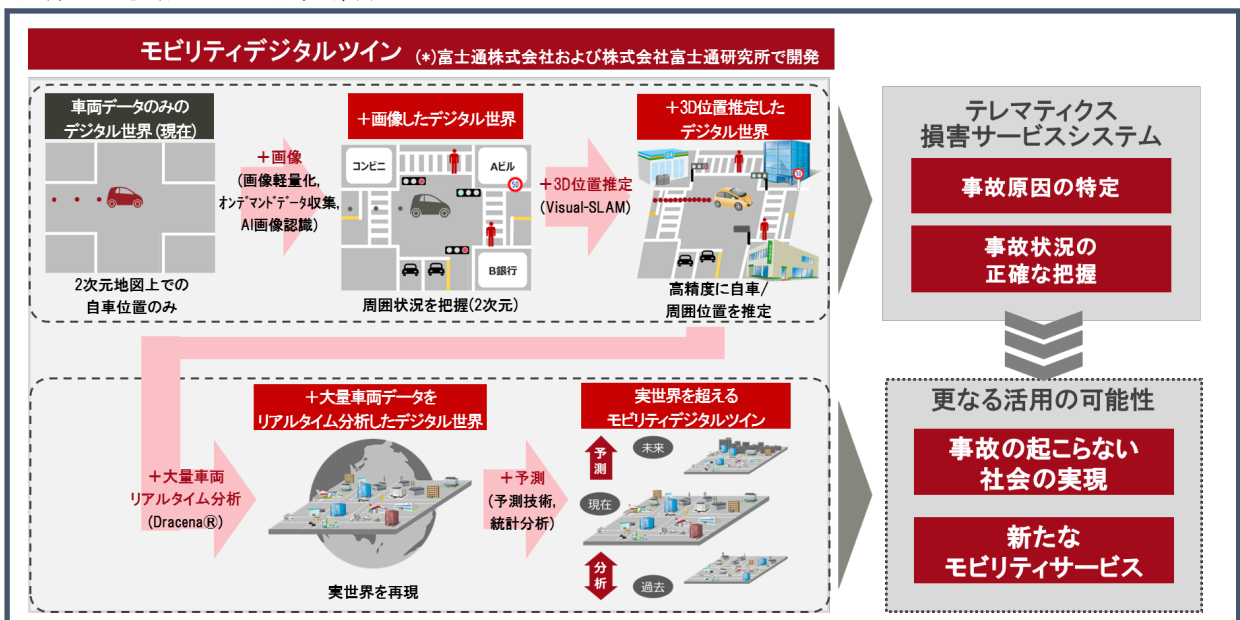 モビリティデジタルツイン (*)富士通株式会社および株式会社富士通研究所で開発
車両データのみの
デジタル世界(現在)
2次元地図上での
自車位置のみ
＋画像
(画像軽量化,
オンデマンドデータ収集,
AI画像認識)
＋画像したデジタル世界
コンビニ
Aビル
50
B銀行
周囲状況を把握(2次元)
＋3D位置推定
(Visual-SLAM)
＋3D位置推定した
デジタル世界
50
高精度に自車/
周囲位置を推定
テレマティクス
損害サービスシステム
事故原因の特定
事故状況の
正確な把握
＋大量車両
リアルタイム分析
(Dracena®)
＋大量車両データを
リアルタイム分析したデジタル世界
実世界を再現
＋予測
(予測技術,
統計分析)
実世界を超える
モビリティデジタルツイン
予測
未来
現在
分析
過去
更なる活用の可能性
事故の起こらない
社会の実現
新たな
モビリティサービス